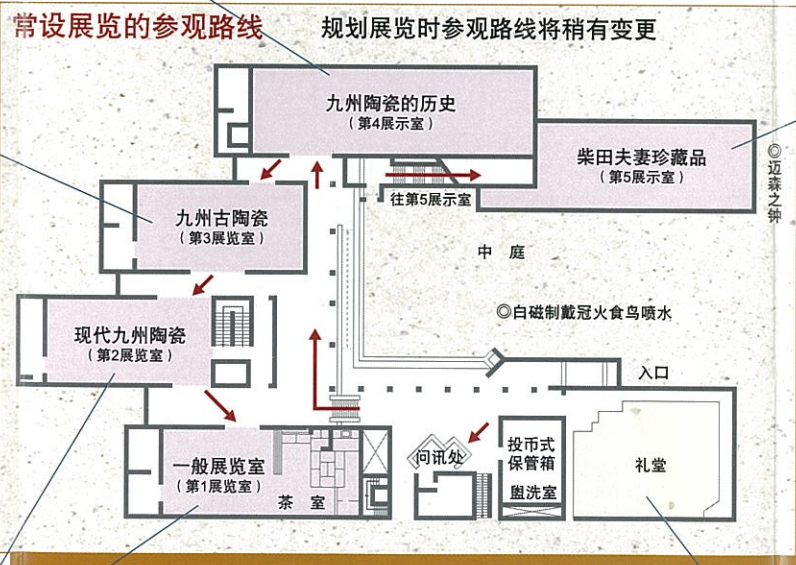 常设展览的参观路线
规划展览时参观路线将稍有变更
九州陶瓷的历史
（第4展示室）
柴田夫妻珍藏品
（第5展示室）
◎迈森之钟
往第5展示室
九州古陶瓷
（第3展览室）
中庭
◎白磁制戴冠火食鸟喷水
现代九州陶瓷
（第2展览室）
入口
一般展览室
（第1展览室）
茶室
问讯处
投币式
保管箱
盥洗室
礼堂